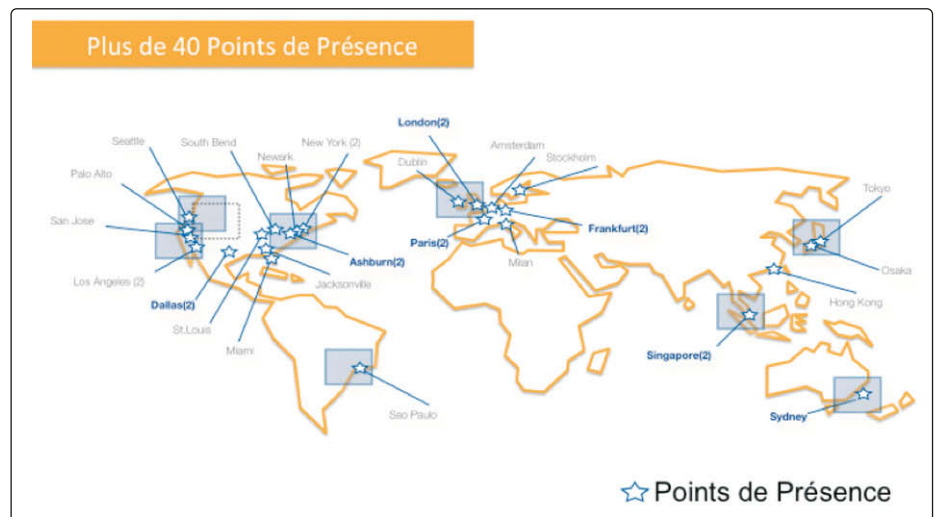 Plus de 40 Points de Présence
London(2)
Seattle
South Bend
New York (2)
Amsterdam
Newark
Dublin
Stockholm
Palo Alto
Tokyo
San Jose
Frankfurt(2)
Paris(2)
Ashburn(2)
Milan
Osaka
Los Angeles (2)
Jacksonville
Dallas(2)
Hong Kong
St.Louis
Miami
Singapore(2)
Sao Paulo
Sydney
Points de Présence